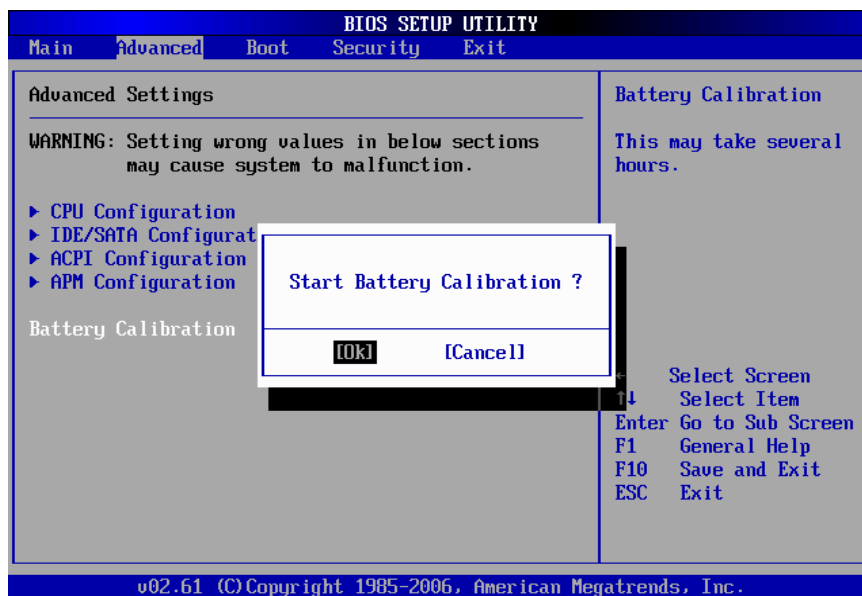 BIOS SETUP UTILITY
Main Advanced Boot Security Exit
Advanced Settings
WARNING: Setting wrong values in below sections
may cause system to malfunction.
▶ CPU Configuration
▶ IDE/SATA Configurat
▶ ACPI Configuration
▶ APM Configuration
Battery Calibration
Start Battery Calibration ?
[Ok] [Cancel]
Battery Calibration
This may take several
hours.
← Select Screen
↑↓ Select Item
Enter Go to Sub Screen
F1 General Help
F10 Save and Exit
ESC Exit
v02.61 (C)Copyright 1985-2006, American Megatrends, Inc.